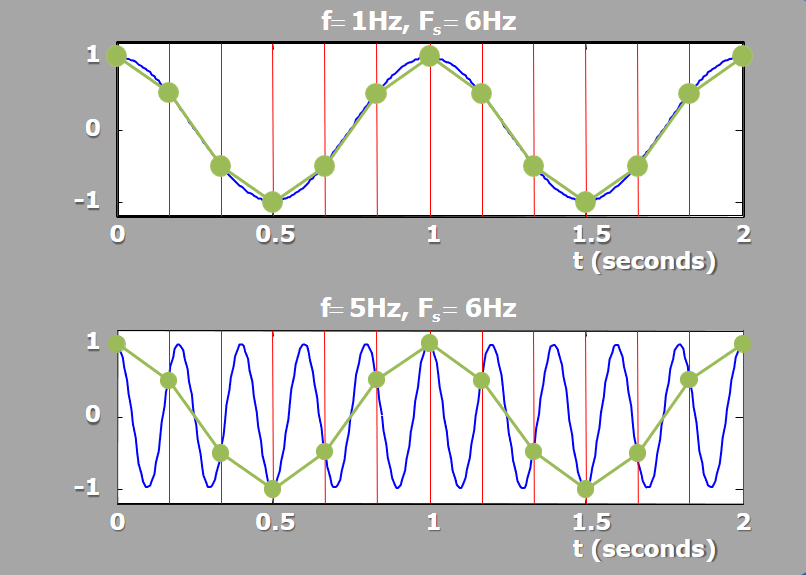 f=1Hz, Fs=6Hz
1
0
-1
0 0.5 1 1.5 2
t (seconds)
f=5Hz, Fs=6Hz
1
0
-1
0 0.5 1 1.5 2
t (seconds)